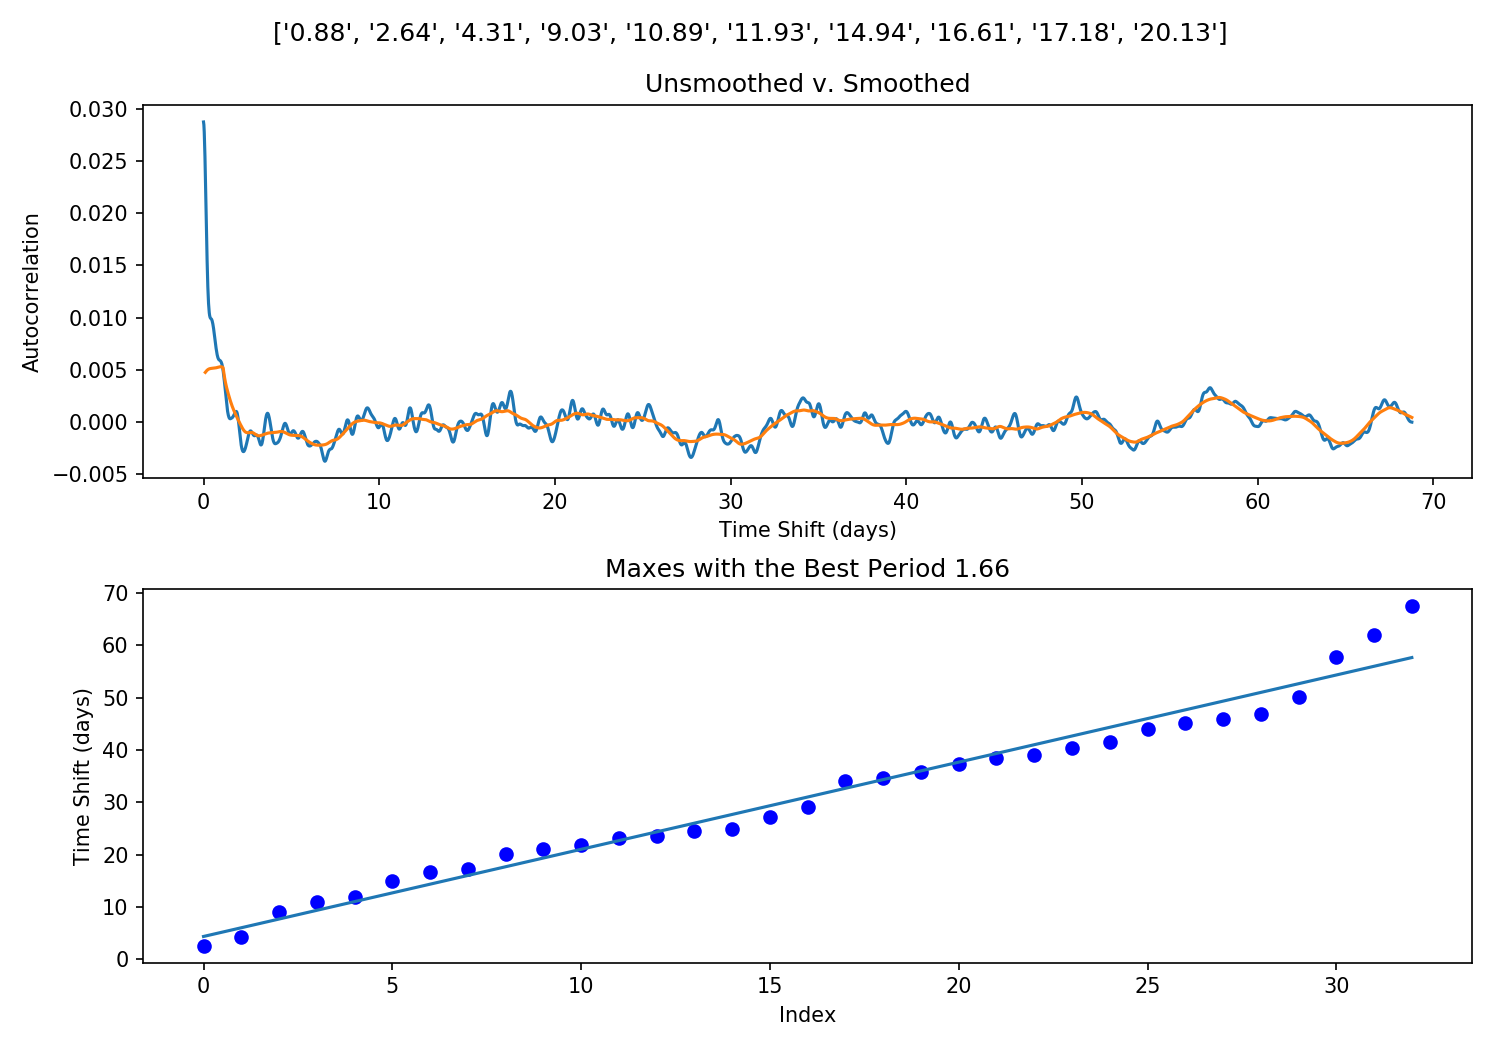 ['0.88', '2.64', '4.31', '9.03', '10.89', '11.93', '14.94', '16.61', '17.18', '20.13']
Unsmoothed v. Smoothed
Autocorrelation
0.030
0.025
0.020
0.015
0.010
0.005
0.000
−0.005
0 10 20 30 40 50 60 70
Time Shift (days)
Maxes with the Best Period 1.66
Time Shift (days)
70
60
50
40
30
20
10
0
0 5 10 15 20 25 30
Index